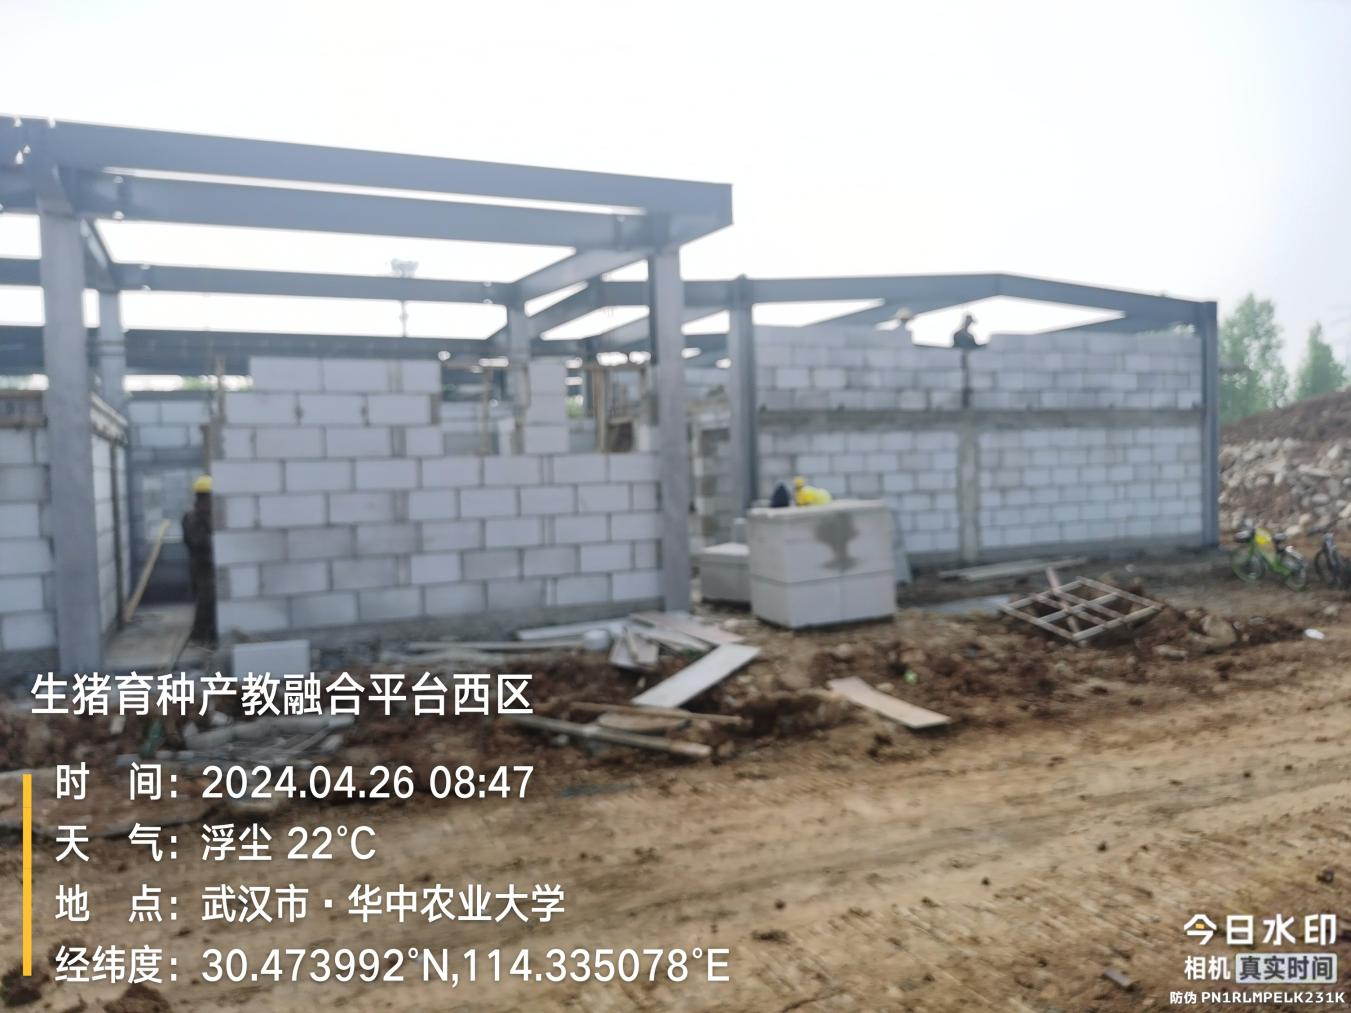 生猪育种产教融合平台西区
时 间：2024.04.26 08:47
天 气：浮尘 22℃
地 点：武汉市·华中农业大学
经纬度：30.473992°N,114.335078°E
今日水印
相机 真实时间
防伪 PN1RLMPELK231K